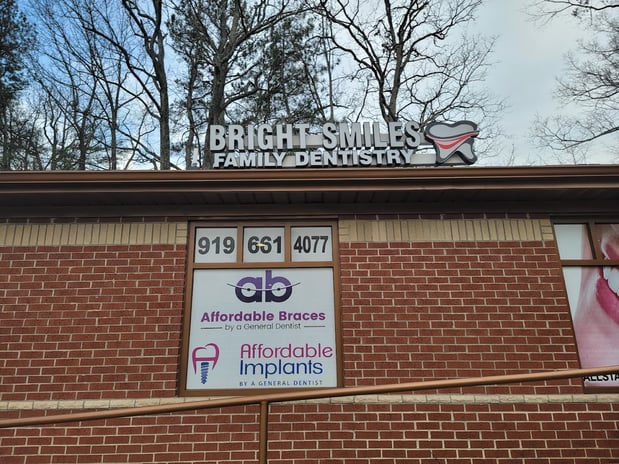 BRIGHT SMILES
FAMILY DENTISTRY
919 661 4077
ab
Affordable Braces
by a General Dentist
Affordable
Implants
BY A GENERAL DENTIST